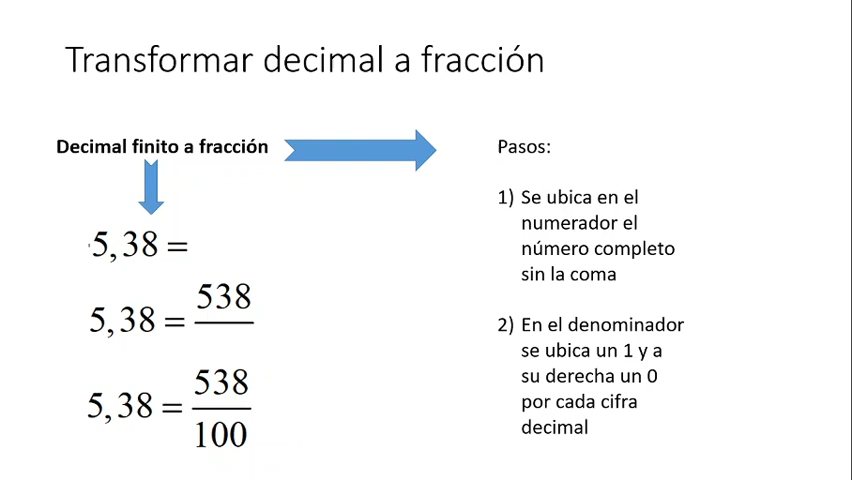 Transformar decimal a fracción
Decimal finito a fracción
5,38 =
5,38 = 538
5,38 = 538/100
Pasos:
1) Se ubica en el
numerador el
número completo
sin la coma
2) En el denominador
se ubica un 1 y a
su derecha un 0
por cada cifra
decimal